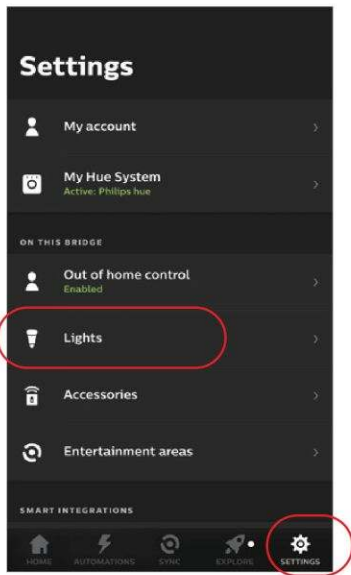 Settings
My account
My Hue System
Active: Philips hue
ON THIS BRIDGE
Out of home control
Enabled
Lights
Accessories
Entertainment areas
SMART INTEGRATIONS
HOME AUTOMATIONS SYNC EXPLORE SETTINGS